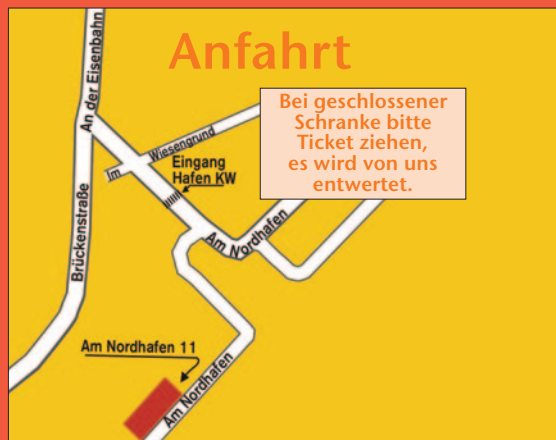 Anfahrt
Bei geschlossener
Schranke bitte
Ticket ziehen,
es wird von uns
entwertet.
An der Eisenbahn
Im Wiesengrund
Eingang
Hafen KW
Am Nordhafen
Brückenstraße
Am Nordhafen 11
Am Nordhafen